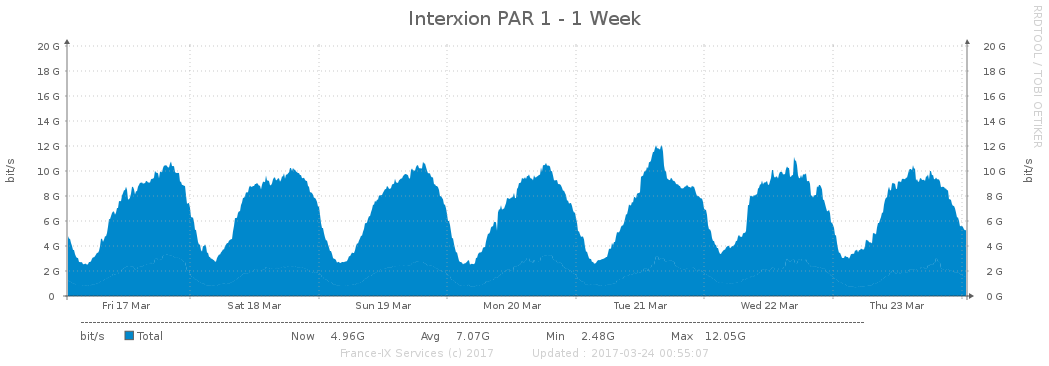 Interxion PAR 1 - 1 Week
RRDTOOL / TOBI OETIKER
20 G 20 G
18 G 18 G
16 G 16 G
14 G 14 G
12 G 12 G
10 G 10 G
8 G 8 G
6 G 6 G
4 G 4 G
2 G 2 G
0 0 G
bit/s bit/s
Fri 17 Mar Sat 18 Mar Sun 19 Mar Mon 20 Mar Tue 21 Mar Wed 22 Mar Thu 23 Mar
bit/s Total Now 4.96G Avg 7.07G Min 2.48G Max 12.05G
France-IX Services (c) 2017 Updated : 2017-03-24 00:55:07